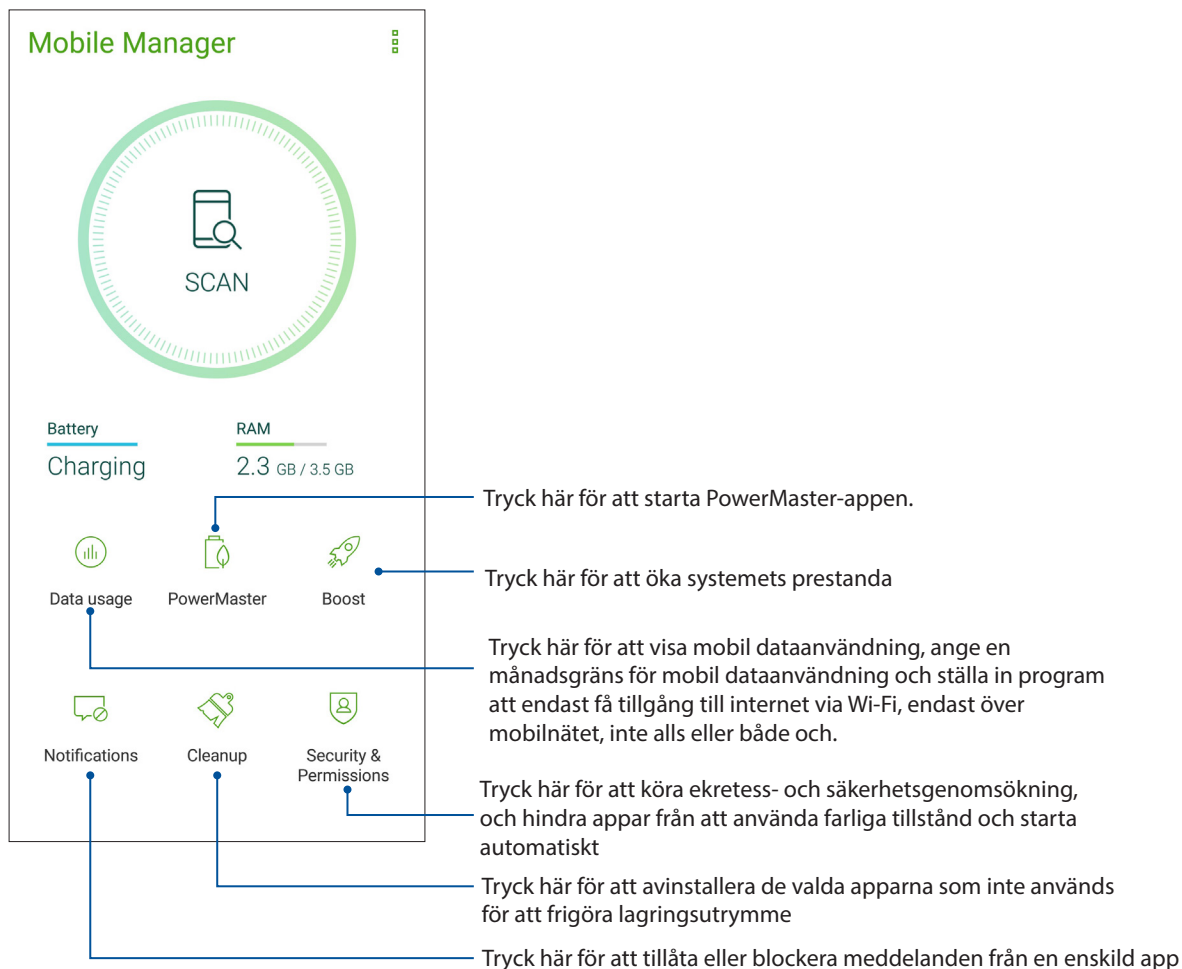 Mobile Manager
SCAN
Battery
RAM
Charging
2.3 GB / 3.5 GB
Tryck här för att starta PowerMaster-appen.
Tryck här för att öka systemets prestanda
Data usage
PowerMaster
Boost
Tryck här för att visa mobil dataanvändning, ange en
månadsgräns för mobil dataanvändning och ställa in program
att endast få tillgång till internet via Wi-Fi, endast över
mobilnätet, inte alls eller både och.
Notifications
Cleanup
Security &
Permissions
Tryck här för att köra ekretess- och säkerhetsgenomsökning,
och hindra appar från att använda farliga tillstånd och starta
automatiskt
Tryck här för att avinstallera de valda apparna som inte används
för att frigöra lagringsutrymme
Tryck här för att tillåta eller blockera meddelanden från en enskild app